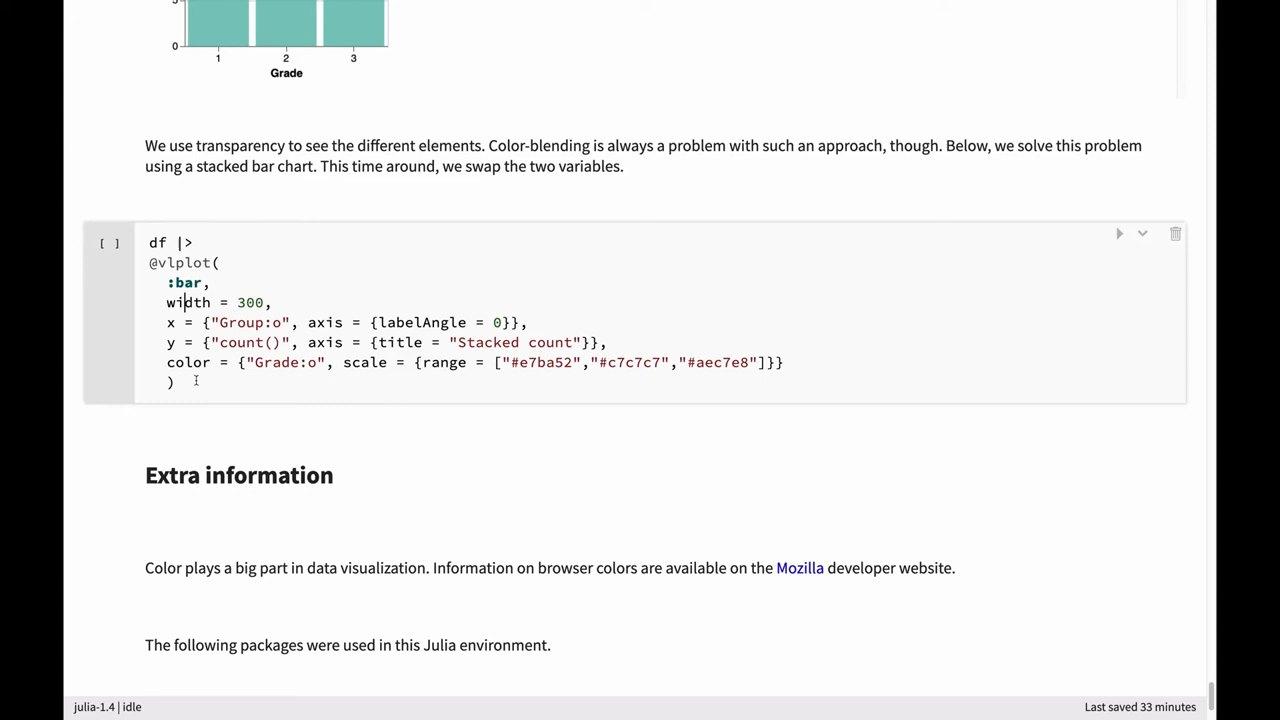 5
0
1 2 3
Grade
We use transparency to see the different elements. Color-blending is always a problem with such an approach, though. Below, we solve this problem
using a stacked bar chart. This time around, we swap the two variables.
[ ]
df |>
@vlplot(
:bar,
width = 300,
x = {"Group:o", axis = {labelAngle = 0}},
y = {"count()", axis = {title = "Stacked count"}},
color = {"Grade:o", scale = {range = ["#e7ba52","#c7c7c7","#aec7e8"]}}
)
Extra information
Color plays a big part in data visualization. Information on browser colors are available on the Mozilla developer website.
The following packages were used in this Julia environment.
julia-1.4 | idle
Last saved 33 minutes